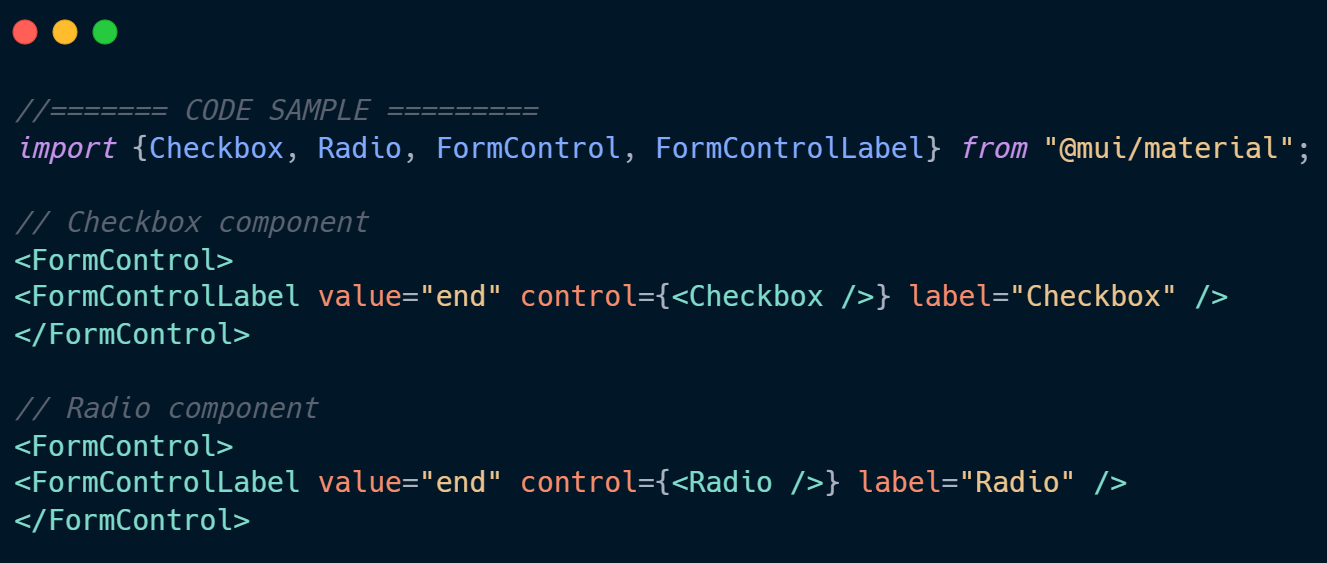 //======= CODE SAMPLE =========
import {Checkbox, Radio, FormControl, FormControlLabel} from "@mui/material";
// Checkbox component
<FormControl>
<FormControlLabel value="end" control={<Checkbox />} label="Checkbox" />
</FormControl>
// Radio component
<FormControl>
<FormControlLabel value="end" control={<Radio />} label="Radio" />
</FormControl>